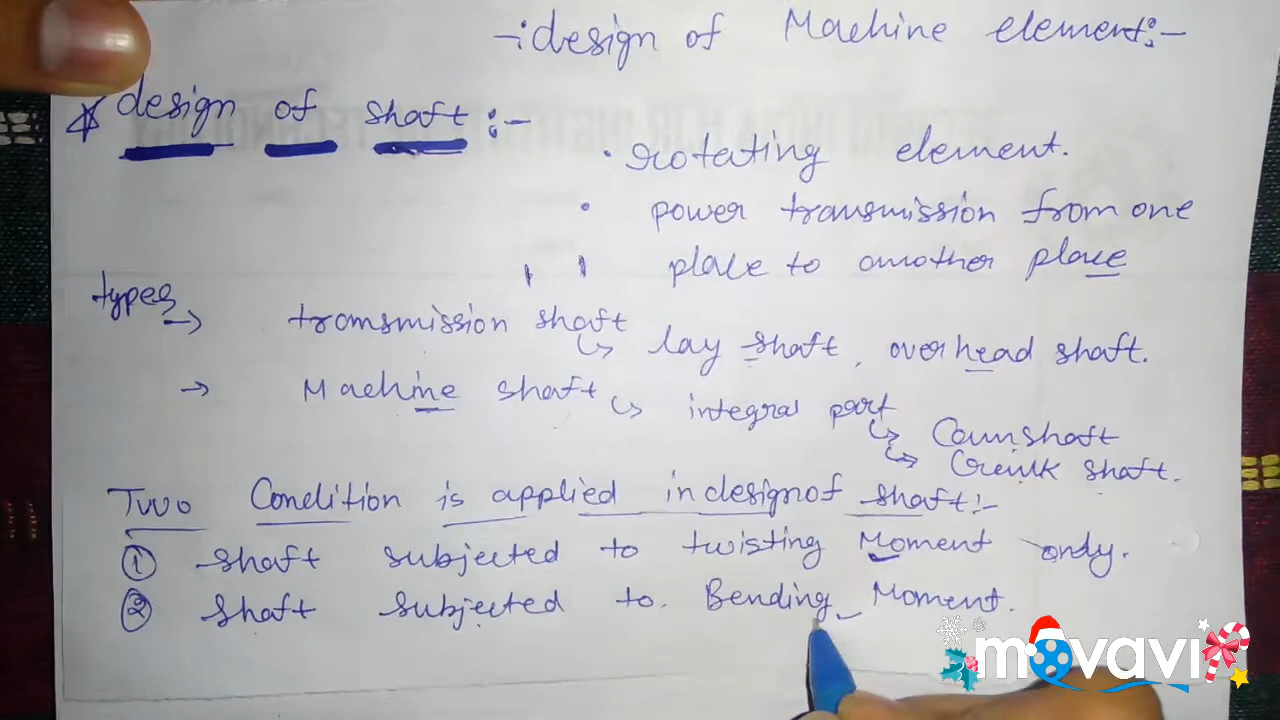 -: design of Machine element:-
* design of shaft :-
• rotating element.
• power transmission from one
place to another place
types → transmission shaft
↳ lay shaft, overhead shaft.
→ Machine shaft ↳ integral part
↳ Camshaft
↳ Crank shaft.
Two Condition is applied in design of shaft:-
① shaft subjected to twisting Moment only.
② shaft subjected to Bending Moment.
movavi